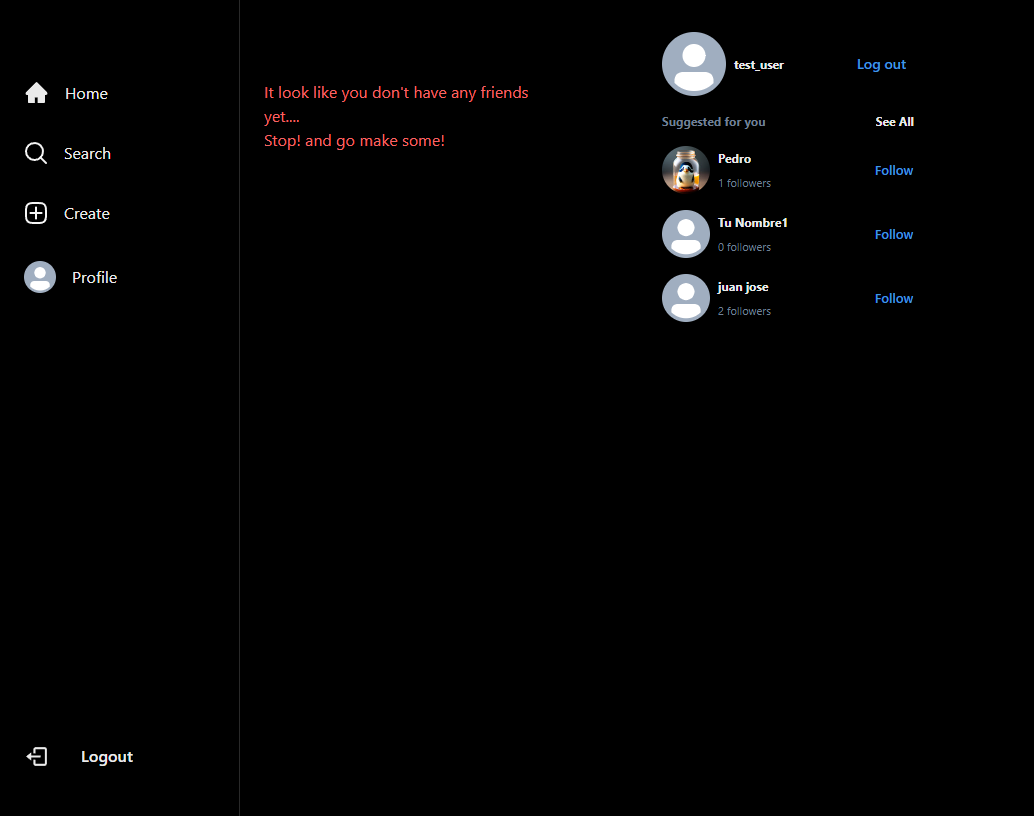 Home
Search
Create
Profile
Logout
It look like you don't have any friends
yet....
Stop! and go make some!
test_user
Log out
Suggested for you
See All
Pedro
1 followers
Follow
Tu Nombre1
0 followers
Follow
juan jose
2 followers
Follow